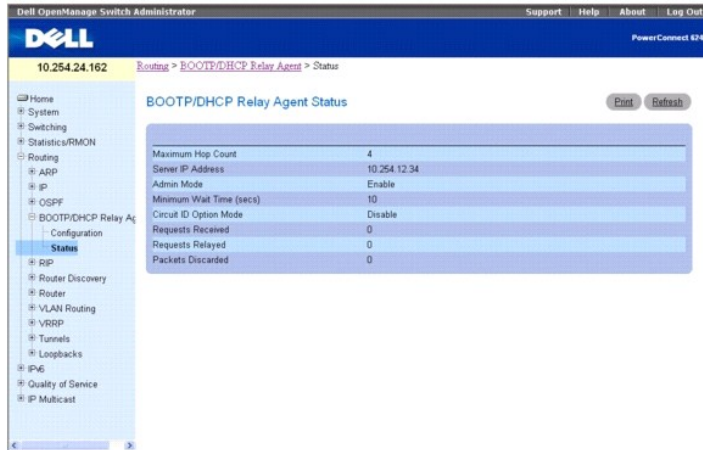 Dell OpenManage Switch Administrator
Support Help About Log Out
DELL
PowerConnect 624
10.254.24.162
Routing > BOOTP/DHCP Relay Agent > Status
Home
System
Switching
Statistics/RMON
Routing
ARP
IP
OSPF
BOOTP/DHCP Relay Ag
Configuration
Status
RIP
Router Discovery
Router
VLAN Routing
VRRP
Tunnels
Loopbacks
IPv6
Quality of Service
IP Multicast
BOOTP/DHCP Relay Agent Status
Print Refresh
Maximum Hop Count 4
Server IP Address 10.254.12.34
Admin Mode Enable
Minimum Wait Time (secs) 10
Circuit ID Option Mode Disable
Requests Received 0
Requests Relayed 0
Packets Discarded 0